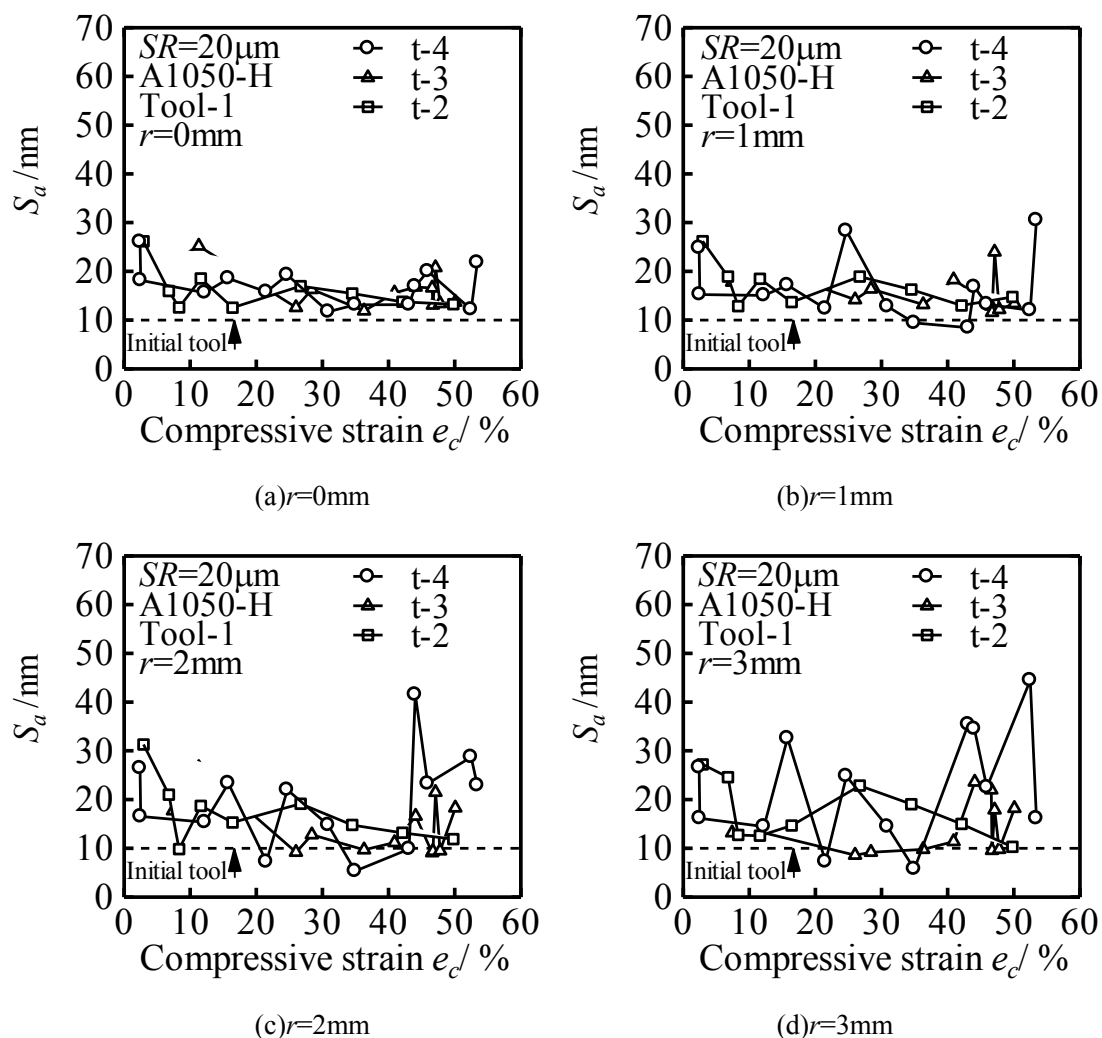 70
60
50
40
30
20
10
0
Sa /nm
SR=20μm
A1050-H
Tool-1
r=0mm
t-4
t-3
t-2
Initial tool
0 10 20 30 40 50 60
Compressive strain ec/ %
(a)r=0mm
70
60
50
40
30
20
10
0
Sa /nm
SR=20μm
A1050-H
Tool-1
r=1mm
t-4
t-3
t-2
Initial tool
0 10 20 30 40 50 60
Compressive strain ec/ %
(b)r=1mm
70
60
50
40
30
20
10
0
Sa /nm
SR=20μm
A1050-H
Tool-1
r=2mm
t-4
t-3
t-2
Initial tool
0 10 20 30 40 50 60
Compressive strain ec/ %
(c)r=2mm
70
60
50
40
30
20
10
0
Sa /nm
SR=20μm
A1050-H
Tool-1
r=3mm
t-4
t-3
t-2
Initial tool
0 10 20 30 40 50 60
Compressive strain ec/ %
(d)r=3mm